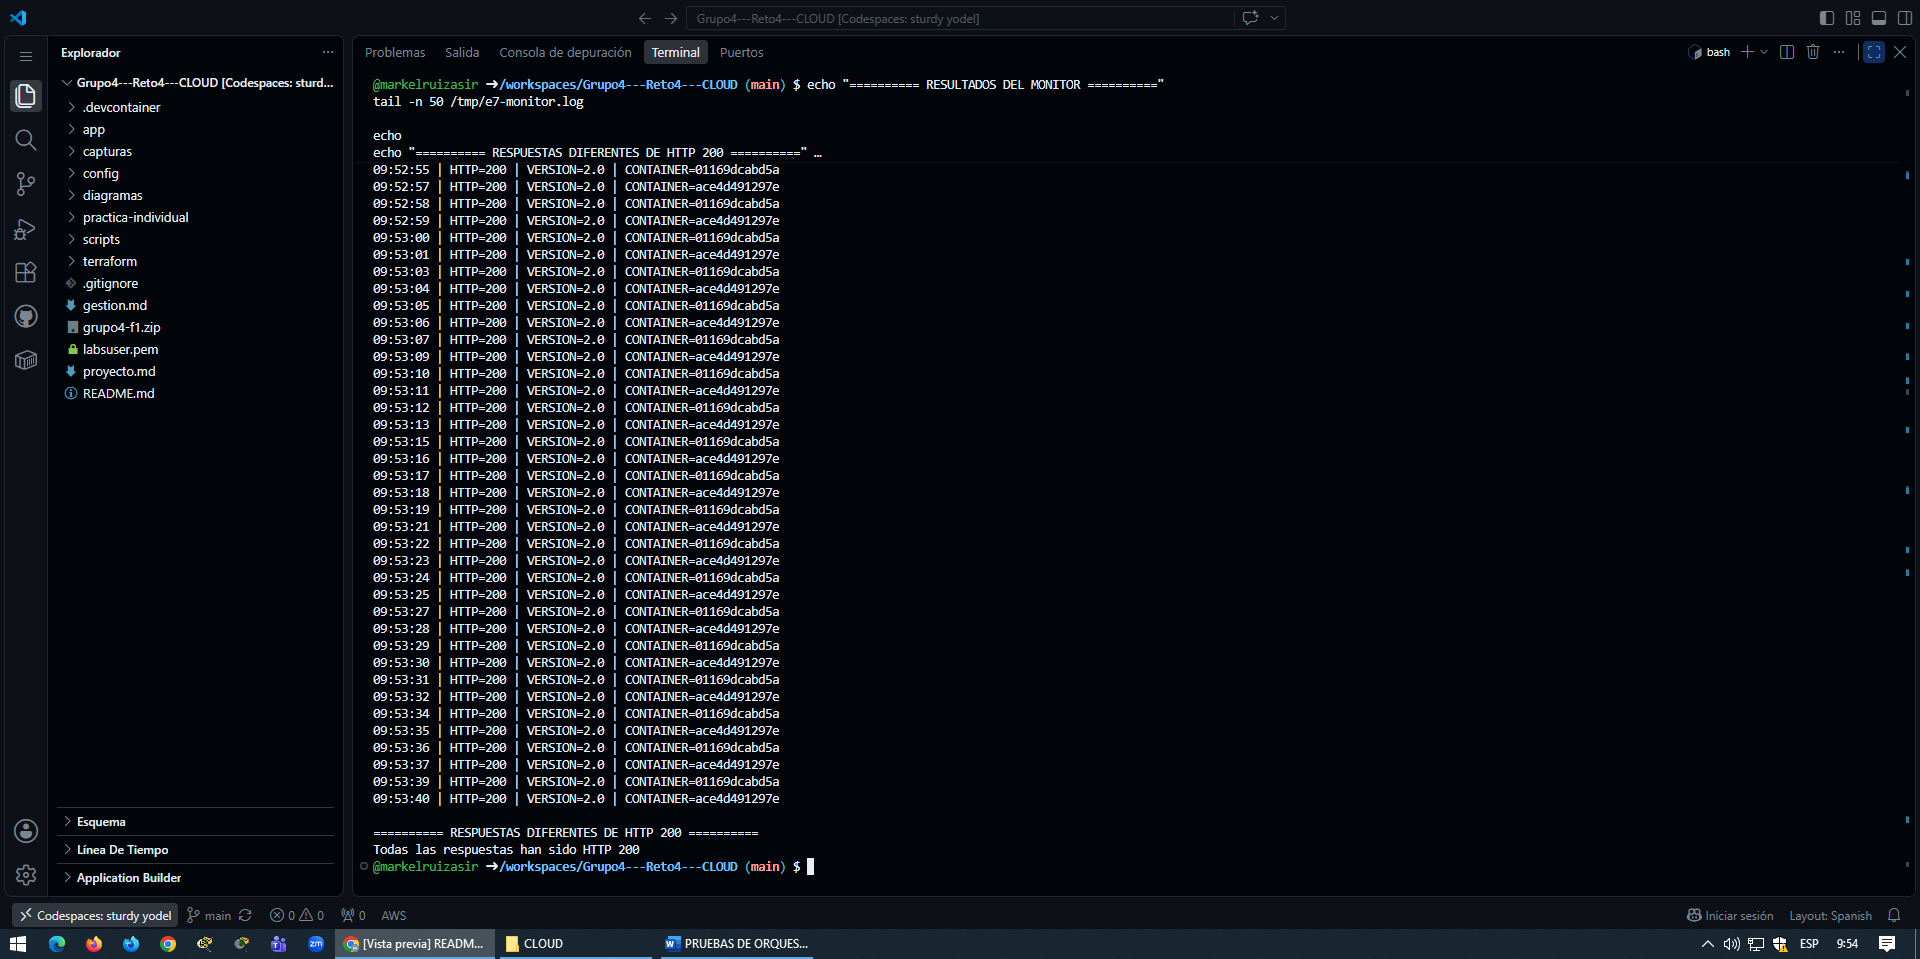 Grupo4---Reto4---CLOUD [Codespaces: sturdy yodel]
Explorador
Grupo4---Reto4---CLOUD [Codespaces: sturd...
.devcontainer
app
capturas
config
diagramas
practica-individual
scripts
terraform
.gitignore
gestion.md
grupo4-f1.zip
labsuser.pem
proyecto.md
README.md
Esquema
Línea De Tiempo
Application Builder
Problemas Salida Consola de depuración Terminal Puertos
bash
@markelruizasir ➜/workspaces/Grupo4---Reto4---CLOUD (main) $ echo "========== RESULTADOS DEL MONITOR =========="
tail -n 50 /tmp/e7-monitor.log
echo
echo "========== RESPUESTAS DIFERENTES DE HTTP 200 ==========" …
09:52:55 | HTTP=200 | VERSION=2.0 | CONTAINER=01169dcabd5a
09:52:57 | HTTP=200 | VERSION=2.0 | CONTAINER=ace4d491297e
09:52:58 | HTTP=200 | VERSION=2.0 | CONTAINER=01169dcabd5a
09:52:59 | HTTP=200 | VERSION=2.0 | CONTAINER=ace4d491297e
09:53:00 | HTTP=200 | VERSION=2.0 | CONTAINER=01169dcabd5a
09:53:01 | HTTP=200 | VERSION=2.0 | CONTAINER=ace4d491297e
09:53:03 | HTTP=200 | VERSION=2.0 | CONTAINER=01169dcabd5a
09:53:04 | HTTP=200 | VERSION=2.0 | CONTAINER=ace4d491297e
09:53:05 | HTTP=200 | VERSION=2.0 | CONTAINER=01169dcabd5a
09:53:06 | HTTP=200 | VERSION=2.0 | CONTAINER=ace4d491297e
09:53:07 | HTTP=200 | VERSION=2.0 | CONTAINER=01169dcabd5a
09:53:09 | HTTP=200 | VERSION=2.0 | CONTAINER=ace4d491297e
09:53:10 | HTTP=200 | VERSION=2.0 | CONTAINER=01169dcabd5a
09:53:11 | HTTP=200 | VERSION=2.0 | CONTAINER=ace4d491297e
09:53:12 | HTTP=200 | VERSION=2.0 | CONTAINER=01169dcabd5a
09:53:13 | HTTP=200 | VERSION=2.0 | CONTAINER=ace4d491297e
09:53:15 | HTTP=200 | VERSION=2.0 | CONTAINER=01169dcabd5a
09:53:16 | HTTP=200 | VERSION=2.0 | CONTAINER=ace4d491297e
09:53:17 | HTTP=200 | VERSION=2.0 | CONTAINER=01169dcabd5a
09:53:18 | HTTP=200 | VERSION=2.0 | CONTAINER=ace4d491297e
09:53:19 | HTTP=200 | VERSION=2.0 | CONTAINER=01169dcabd5a
09:53:21 | HTTP=200 | VERSION=2.0 | CONTAINER=ace4d491297e
09:53:22 | HTTP=200 | VERSION=2.0 | CONTAINER=01169dcabd5a
09:53:23 | HTTP=200 | VERSION=2.0 | CONTAINER=ace4d491297e
09:53:24 | HTTP=200 | VERSION=2.0 | CONTAINER=01169dcabd5a
09:53:25 | HTTP=200 | VERSION=2.0 | CONTAINER=ace4d491297e
09:53:27 | HTTP=200 | VERSION=2.0 | CONTAINER=01169dcabd5a
09:53:28 | HTTP=200 | VERSION=2.0 | CONTAINER=ace4d491297e
09:53:29 | HTTP=200 | VERSION=2.0 | CONTAINER=01169dcabd5a
09:53:30 | HTTP=200 | VERSION=2.0 | CONTAINER=ace4d491297e
09:53:31 | HTTP=200 | VERSION=2.0 | CONTAINER=01169dcabd5a
09:53:32 | HTTP=200 | VERSION=2.0 | CONTAINER=ace4d491297e
09:53:34 | HTTP=200 | VERSION=2.0 | CONTAINER=01169dcabd5a
09:53:35 | HTTP=200 | VERSION=2.0 | CONTAINER=ace4d491297e
09:53:36 | HTTP=200 | VERSION=2.0 | CONTAINER=01169dcabd5a
09:53:37 | HTTP=200 | VERSION=2.0 | CONTAINER=ace4d491297e
09:53:39 | HTTP=200 | VERSION=2.0 | CONTAINER=01169dcabd5a
09:53:40 | HTTP=200 | VERSION=2.0 | CONTAINER=ace4d491297e
========== RESPUESTAS DIFERENTES DE HTTP 200 ==========
Todas las respuestas han sido HTTP 200
@markelruizasir ➜/workspaces/Grupo4---Reto4---CLOUD (main) $
Codespaces: sturdy yodel main 0 0 0 AWS Iniciar sesión Layout: Spanish
zm [Vista previa] READM... CLOUD PRUEBAS DE ORQUES... ESP 9:54